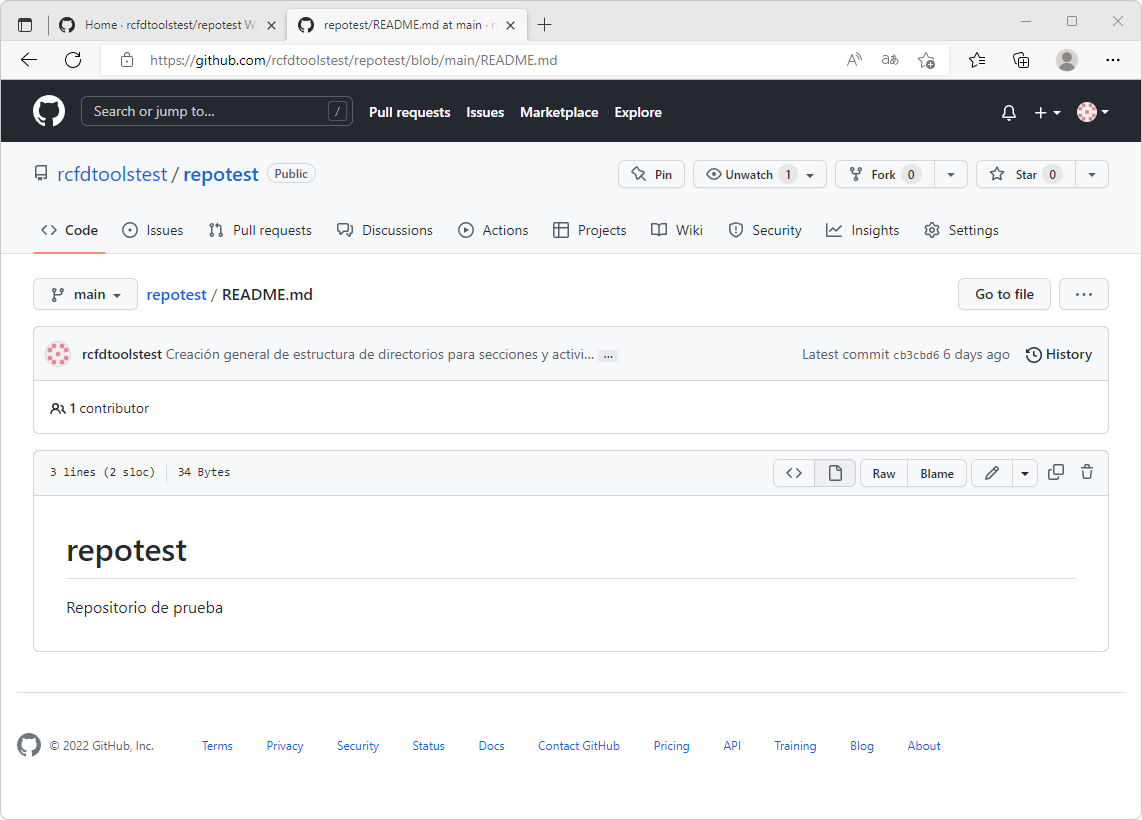 Home · rcfdtoolstest/repotest W
repotest/README.md at main · r
https://github.com/rcfdtoolstest/repotest/blob/main/README.md
Search or jump to... /
Pull requests Issues Marketplace Explore
rcfdtoolstest / repotest Public
Pin Unwatch 1 Fork 0 Star 0
Code Issues Pull requests Discussions Actions Projects Wiki Security Insights Settings
main repotest / README.md Go to file ...
rcfdtoolstest Creación general de estructura de directorios para secciones y activi... ... Latest commit cb3cbd6 6 days ago History
1 contributor
3 lines (2 sloc) 34 Bytes Raw Blame
repotest
Repositorio de prueba
© 2022 GitHub, Inc. Terms Privacy Security Status Docs Contact GitHub Pricing API Training Blog About